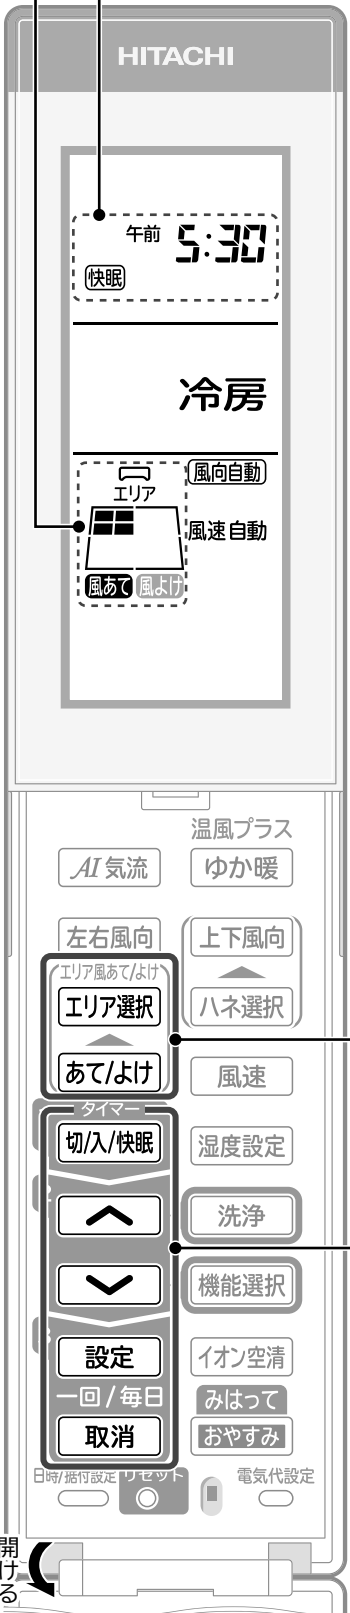 HITACHI
午前 5:30
快眠
冷房
エリア
風向自動
風速自動
風あて 風よけ
温風プラス
AI気流 ゆか暖
左右風向 上下風向
エリア風あて/よけ
エリア選択 ハネ選択
あて/よけ 風速
タイマー
切/入/快眠 湿度設定
洗浄
機能選択
設定 イオン空清
一回/毎日 みはって
取消 おやすみ
日時/据付設定 リセット 電気代設定
開ける